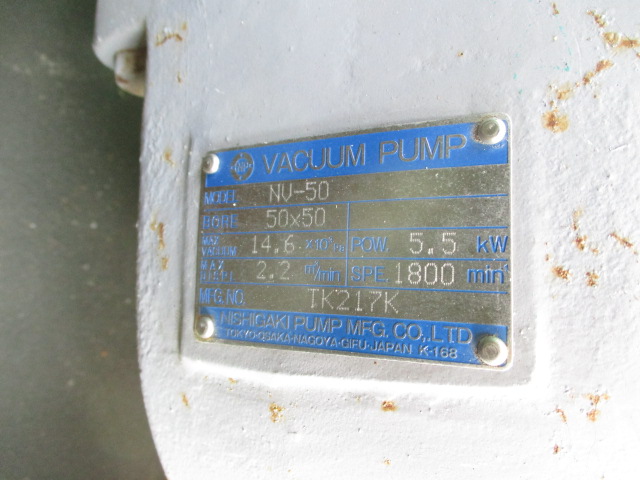 VACUUM PUMP
MODEL NV-50
BORE 50x50
MAX VACUUM 14.6 ×10³Pa POW. 5.5 kW
MAX 2.2 m³/min SPE. 1800 min⁻¹
MFG. NO. TK217K
NISHIGAKI PUMP MFG. CO.,LTD
TOKYO-OSAKA-NAGOYA-GIFU-JAPAN K-168